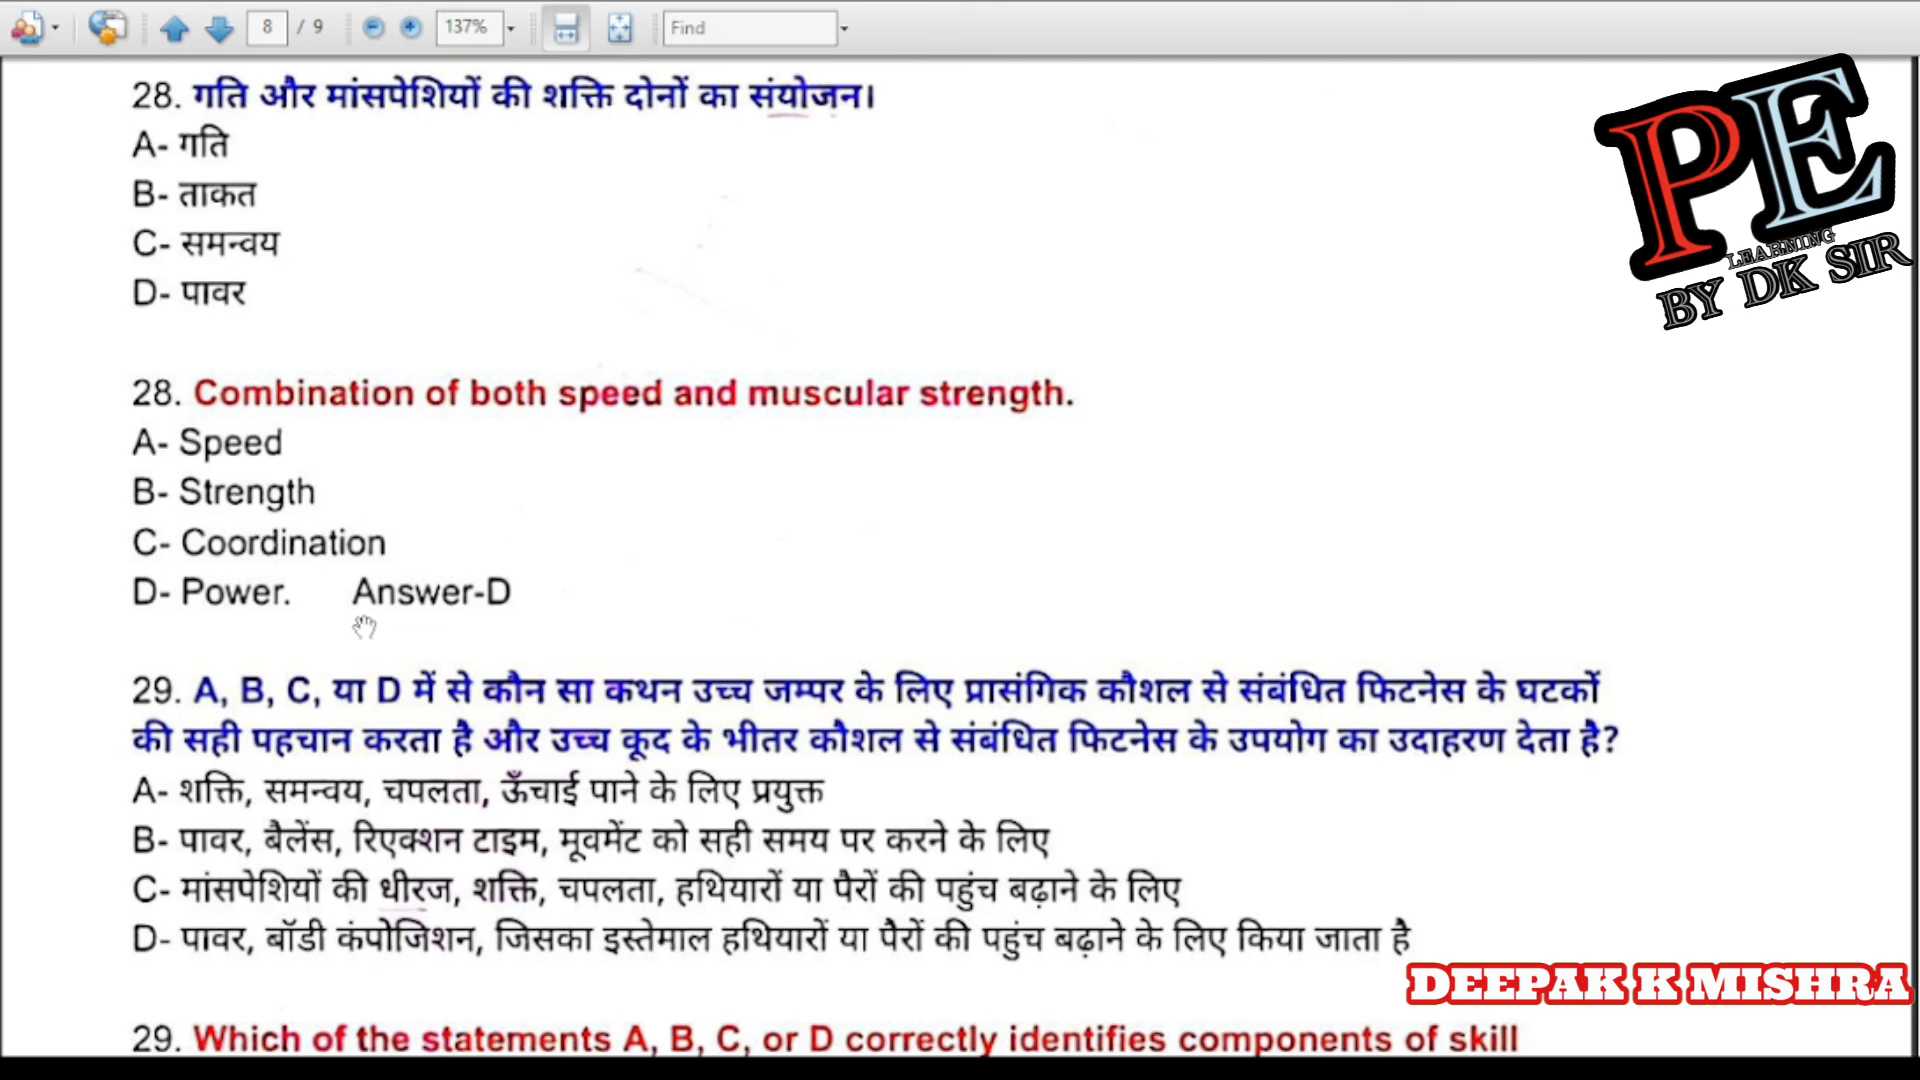 8 / 9 137% Find
28. गति और मांसपेशियों की शक्ति दोनों का संयोजन।
A- गति
B- ताकत
C- समन्वय
D- पावर
PE
LEARNING
BY DK SIR
28. Combination of both speed and muscular strength.
A- Speed
B- Strength
C- Coordination
D- Power. Answer-D
29. A, B, C, या D में से कौन सा कथन उच्च जम्पर के लिए प्रासंगिक कौशल से संबंधित फिटनेस के घटकों
की सही पहचान करता है और उच्च कूद के भीतर कौशल से संबंधित फिटनेस के उपयोग का उदाहरण देता है?
A- शक्ति, समन्वय, चपलता, ऊँचाई पाने के लिए प्रयुक्त
B- पावर, बैलेंस, रिएक्शन टाइम, मूवमेंट को सही समय पर करने के लिए
C- मांसपेशियों की धीरज, शक्ति, चपलता, हथियारों या पैरों की पहुंच बढ़ाने के लिए
D- पावर, बॉडी कंपोजिशन, जिसका इस्तेमाल हथियारों या पैरों की पहुंच बढ़ाने के लिए किया जाता है
DEEPAK K MISHRA
29. Which of the statements A, B, C, or D correctly identifies components of skill